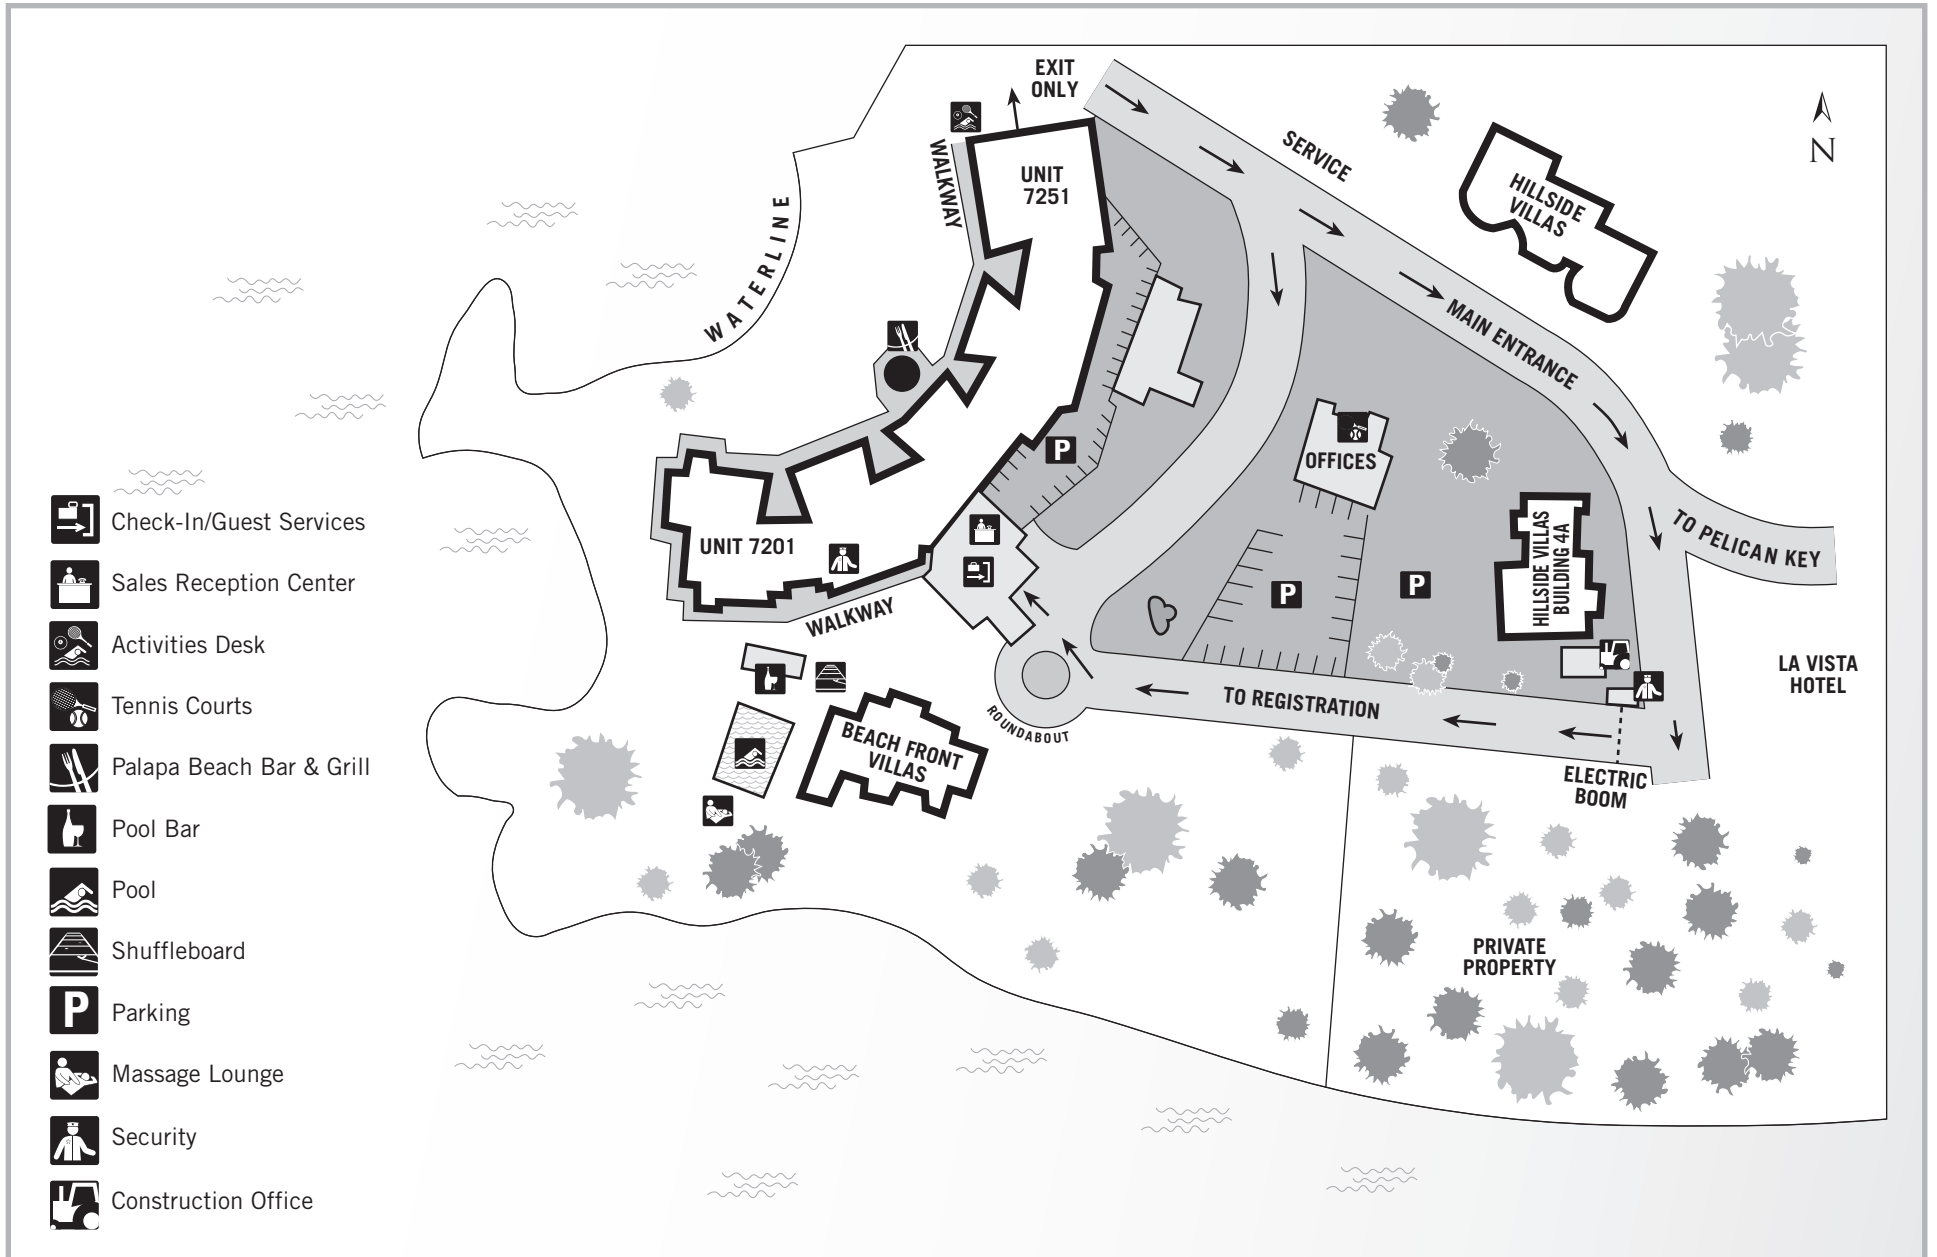 EXIT
ONLY
N
SERVICE
WALKWAY
UNIT
7251
HILLSIDE
VILLAS
WATERLINE
MAIN ENTRANCE
P
OFFICES
TO PELICAN KEY
UNIT 7201
HILLSIDE VILLAS
BUILDING 4A
P
P
WALKWAY
LA VISTA
HOTEL
TO REGISTRATION
ROUNDABOUT
BEACH FRONT
VILLAS
ELECTRIC
BOOM
PRIVATE
PROPERTY
Check-In/Guest Services
Sales Reception Center
Activities Desk
Tennis Courts
Palapa Beach Bar & Grill
Pool Bar
Pool
Shuffleboard
P Parking
Massage Lounge
Security
Construction Office